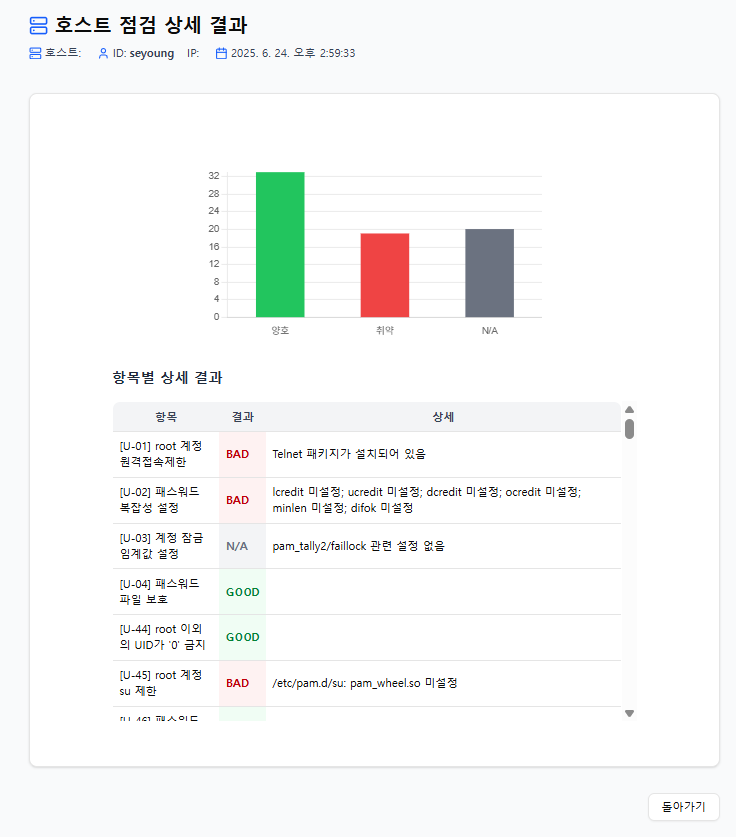 호스트 점검 상세 결과
호스트: ID: seyoung IP: 2025. 6. 24. 오후 2:59:33
32
28
24
20
16
12
8
4
0
양호 취약 N/A
항목별 상세 결과
항목 결과 상세
[U-01] root 계정
원격접속제한
BAD
Telnet 패키지가 설치되어 있음
[U-02] 패스워드
복잡성 설정
BAD
lcredit 미설정; ucredit 미설정; dcredit 미설정; ocredit 미설정;
minlen 미설정; difok 미설정
[U-03] 계정 잠금
임계값 설정
N/A
pam_tally2/faillock 관련 설정 없음
[U-04] 패스워드
파일 보호
GOOD
[U-44] root 이외
의 UID가 '0' 금지
GOOD
[U-45] root 계정
su 제한
BAD
/etc/pam.d/su: pam_wheel.so 미설정
[U-46] 패스워드
돌아가기